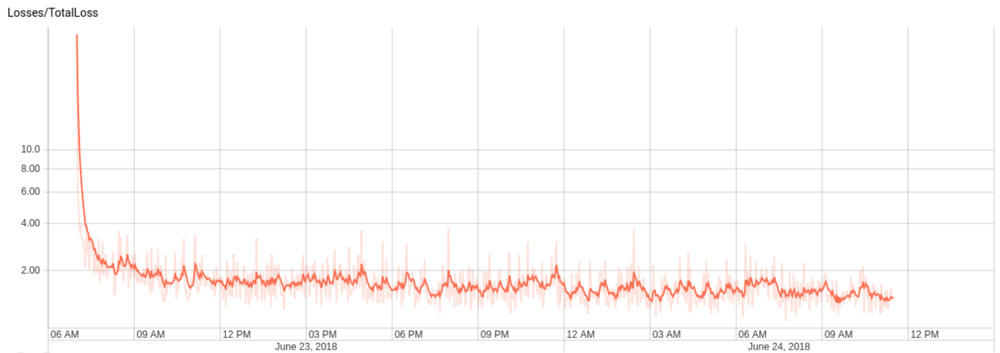 Losses/TotalLoss
10.0
8.00
6.00
4.00
2.00
06 AM 09 AM 12 PM 03 PM 06 PM 09 PM 12 AM 03 AM 06 AM 09 AM 12 PM
June 23, 2018 June 24, 2018